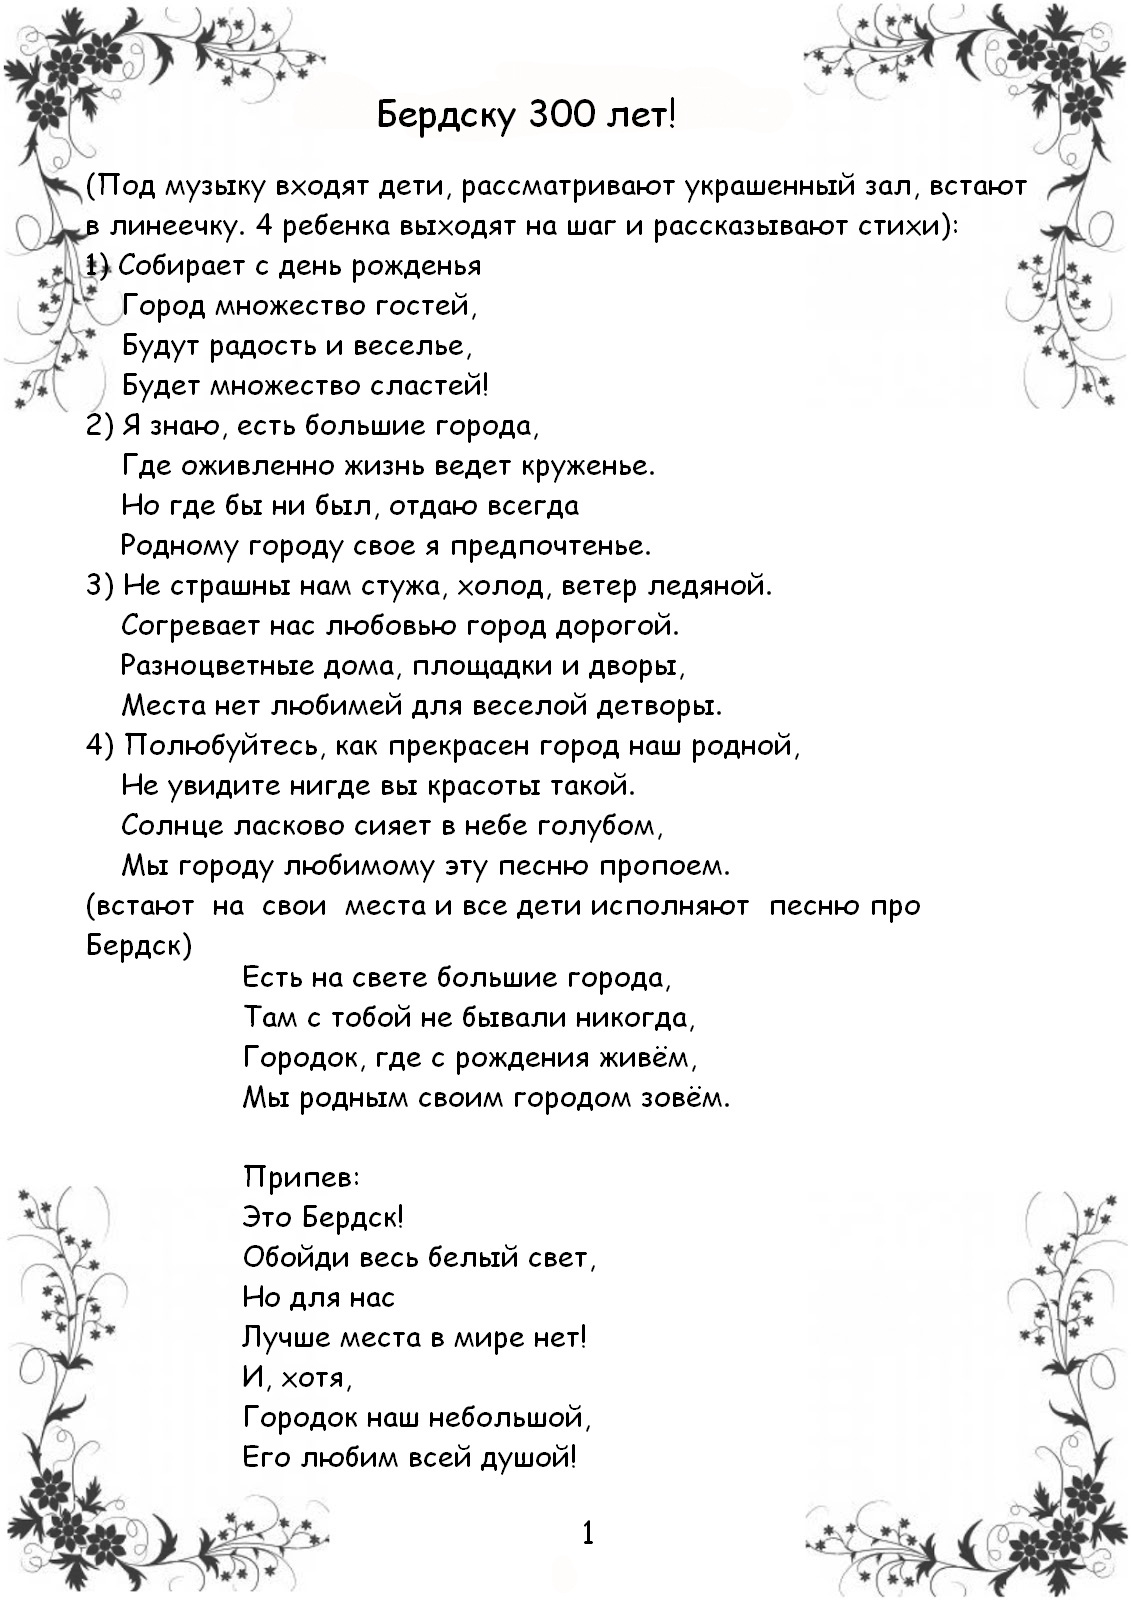 Бердску 300 лет!
(Под музыку входят дети, рассматривают украшенный зал, встают
в линеечку. 4 ребенка выходят на шаг и рассказывают стихи):
1) Собирает с день рожденья
Город множество гостей,
Будут радость и веселье,
Будет множество сластей!
2) Я знаю, есть большие города,
Где оживленно жизнь ведет круженье.
Но где бы ни был, отдаю всегда
Родному городу свое я предпочтенье.
3) Не страшны нам стужа, холод, ветер ледяной.
Согревает нас любовью город дорогой.
Разноцветные дома, площадки и дворы,
Места нет любимей для веселой детворы.
4) Полюбуйтесь, как прекрасен город наш родной,
Не увидите нигде вы красоты такой.
Солнце ласково сияет в небе голубом,
Мы городу любимому эту песню пропоем.
(встают на свои места и все дети исполняют песню про
Бердск)
Есть на свете большие города,
Там с тобой не бывали никогда,
Городок, где с рождения живём,
Мы родным своим городом зовём.
Припев:
Это Бердск!
Обойди весь белый свет,
Но для нас
Лучше места в мире нет!
И, хотя,
Городок наш небольшой,
Его любим всей душой!
1